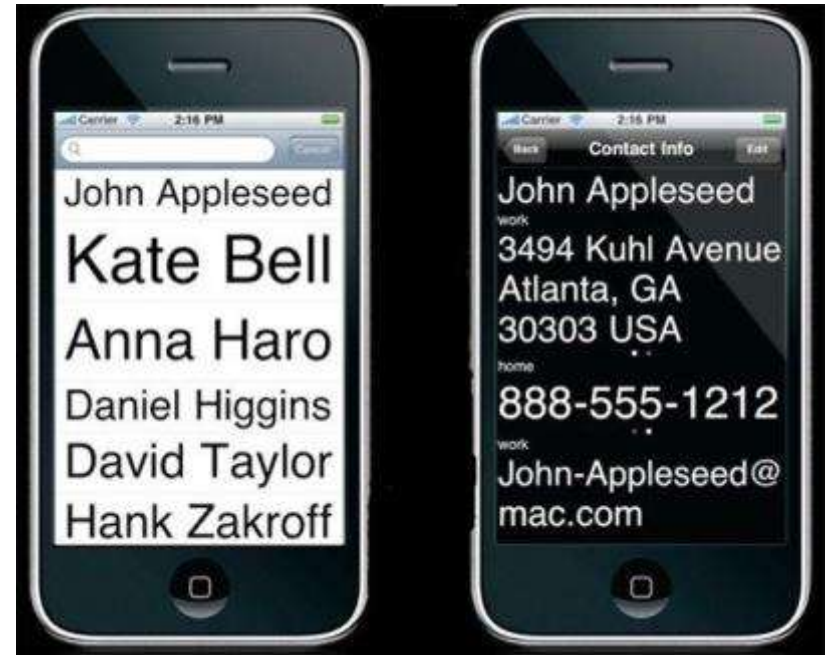 Carrier 2:16 PM
Cancel
John Appleseed
Kate Bell
Anna Haro
Daniel Higgins
David Taylor
Hank Zakroff
Carrier 2:16 PM
Back Contact Info Edit
John Appleseed
work
3494 Kuhl Avenue
Atlanta, GA
30303 USA
home
888-555-1212
work
John-Appleseed@
mac.com